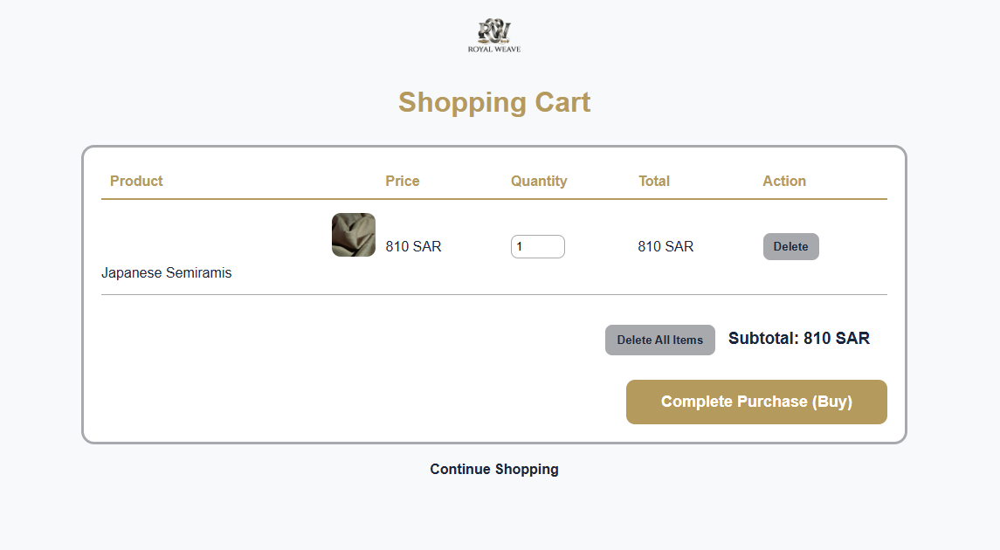 RW
ROYAL WEAVE
Shopping Cart
Product Price Quantity Total Action
810 SAR 1 810 SAR Delete
Japanese Semiramis
Delete All Items Subtotal: 810 SAR
Complete Purchase (Buy)
Continue Shopping